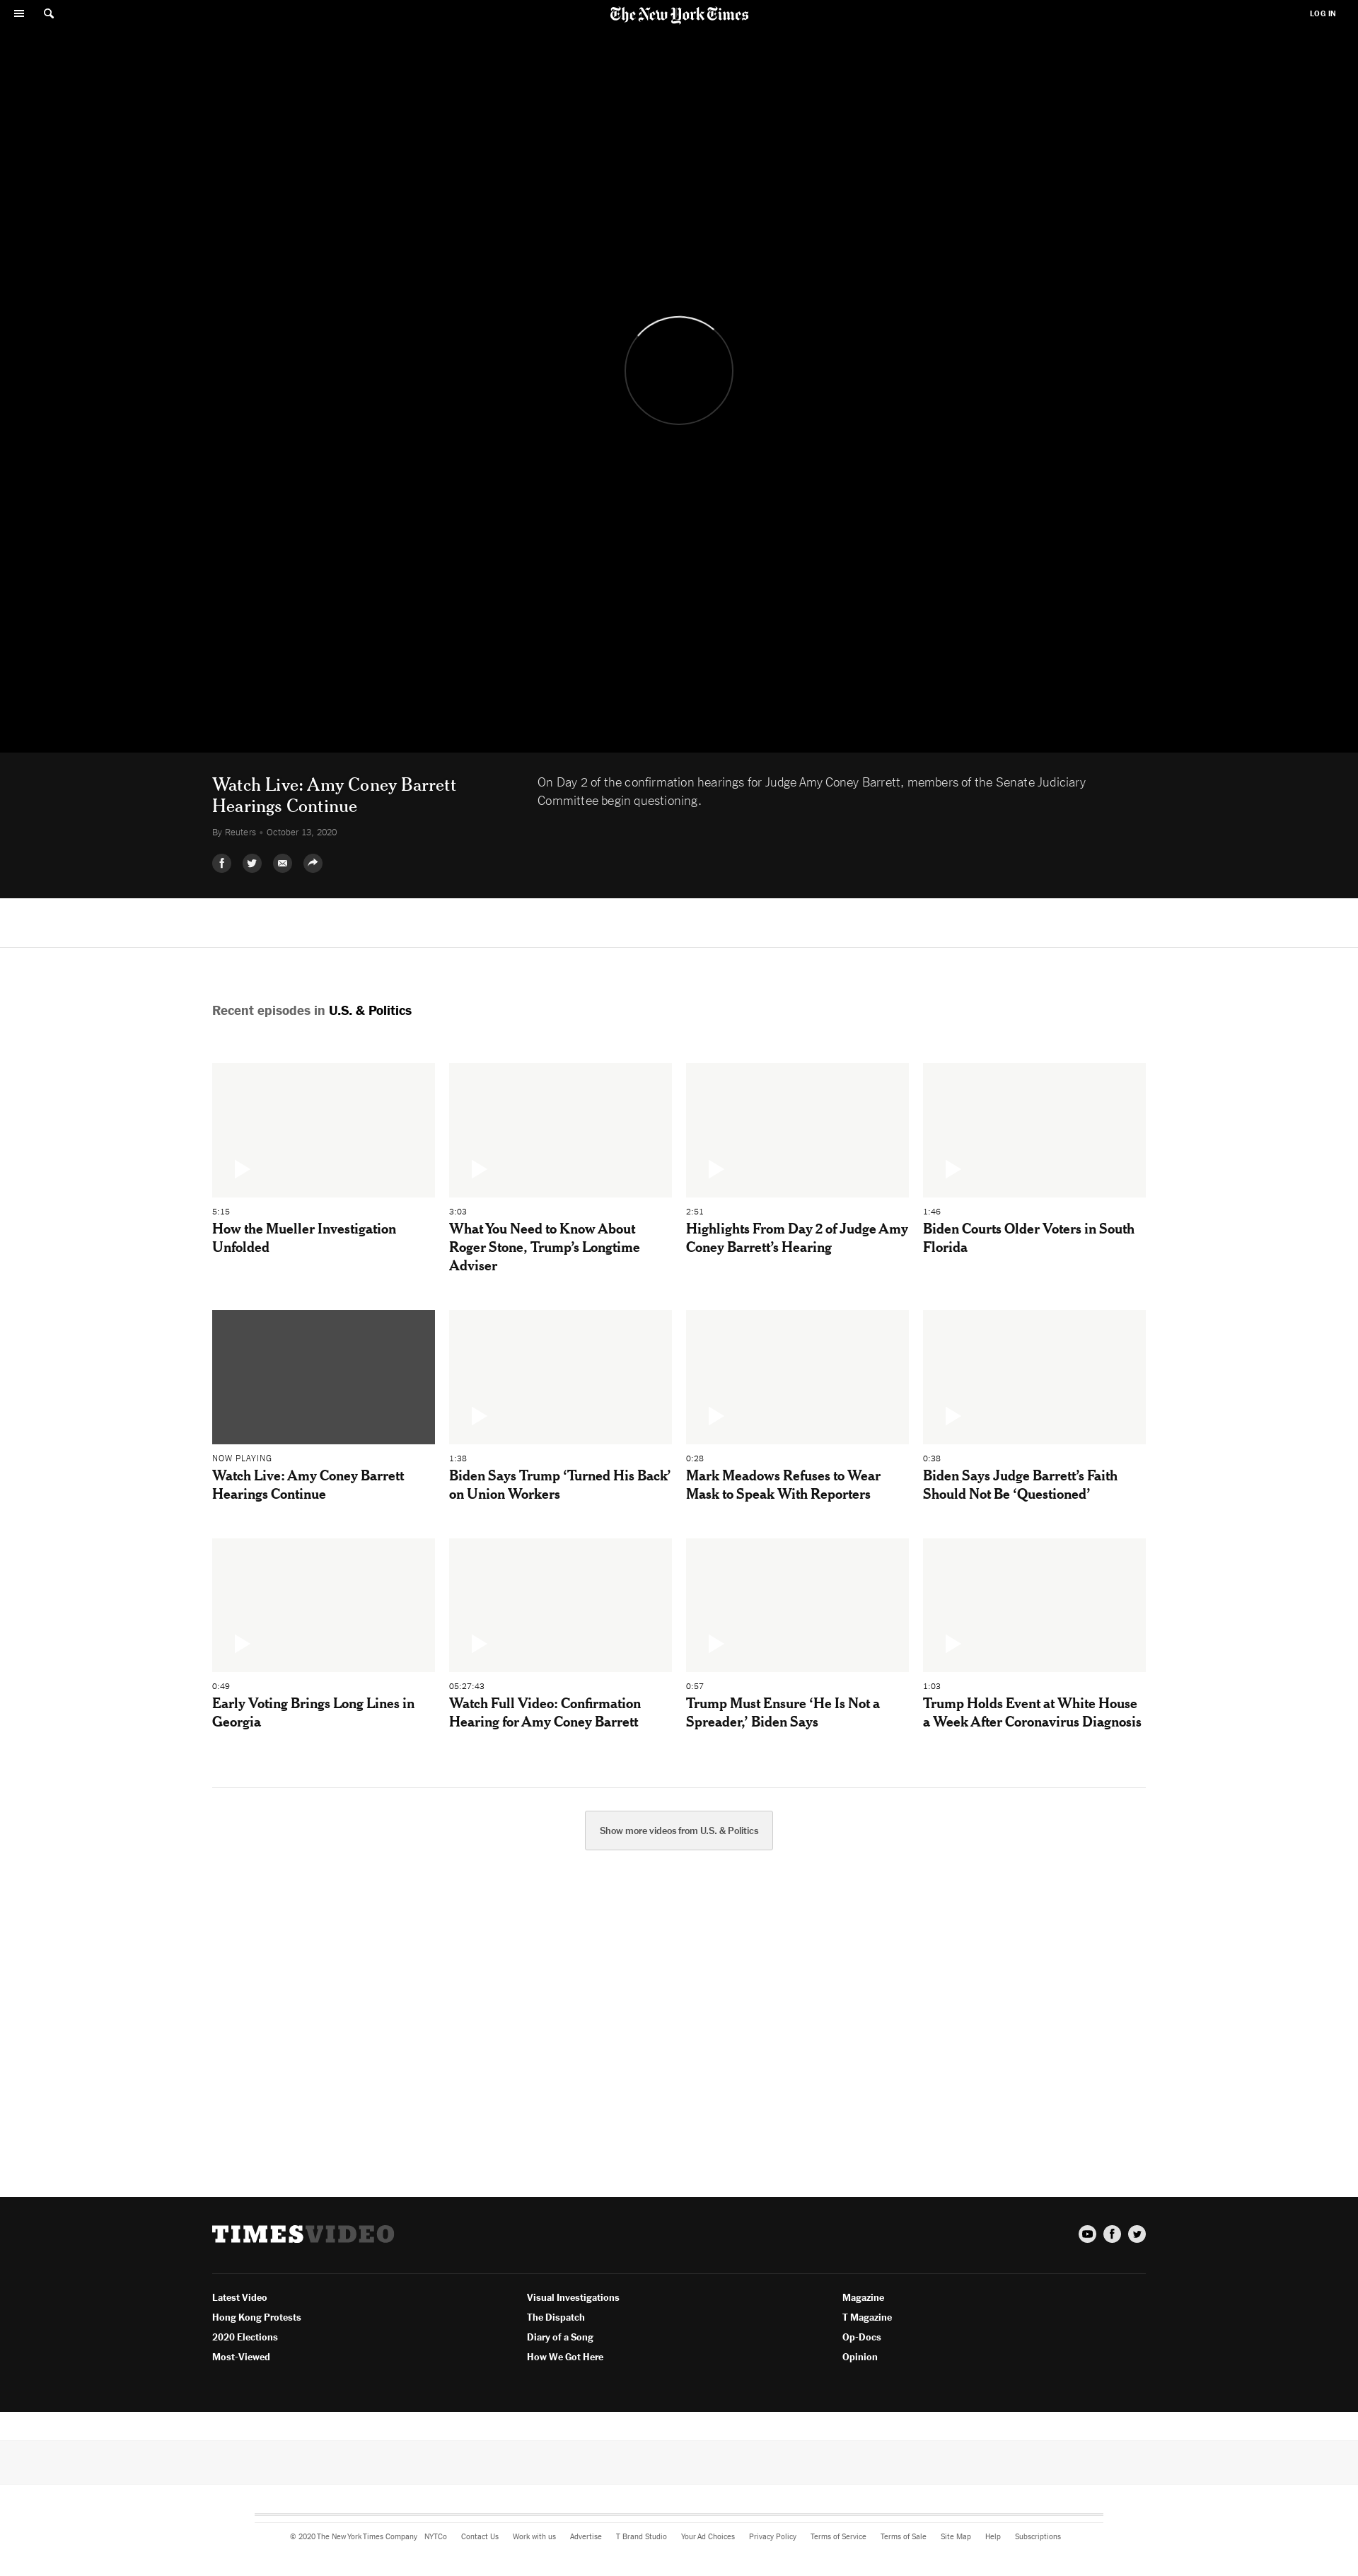 The New York Times
LOG IN
Watch Live: Amy Coney Barrett
Hearings Continue
On Day 2 of the confirmation hearings for Judge Amy Coney Barrett, members of the Senate Judiciary
Committee begin questioning.
By Reuters • October 13, 2020
Recent episodes in U.S. & Politics
5:15
How the Mueller Investigation
Unfolded
3:03
What You Need to Know About
Roger Stone, Trump’s Longtime
Adviser
2:51
Highlights From Day 2 of Judge Amy
Coney Barrett’s Hearing
1:46
Biden Courts Older Voters in South
Florida
NOW PLAYING
Watch Live: Amy Coney Barrett
Hearings Continue
1:38
Biden Says Trump ‘Turned His Back’
on Union Workers
0:28
Mark Meadows Refuses to Wear
Mask to Speak With Reporters
0:38
Biden Says Judge Barrett’s Faith
Should Not Be ‘Questioned’
0:49
Early Voting Brings Long Lines in
Georgia
05:27:43
Watch Full Video: Confirmation
Hearing for Amy Coney Barrett
0:57
Trump Must Ensure ‘He Is Not a
Spreader,’ Biden Says
1:03
Trump Holds Event at White House
a Week After Coronavirus Diagnosis
Show more videos from U.S. & Politics
TIMESVIDEO
Latest Video
Hong Kong Protests
2020 Elections
Most-Viewed
Visual Investigations
The Dispatch
Diary of a Song
How We Got Here
Magazine
T Magazine
Op-Docs
Opinion
© 2020 The New York Times Company NYTCo Contact Us Work with us Advertise T Brand Studio Your Ad Choices Privacy Policy Terms of Service Terms of Sale Site Map Help Subscriptions